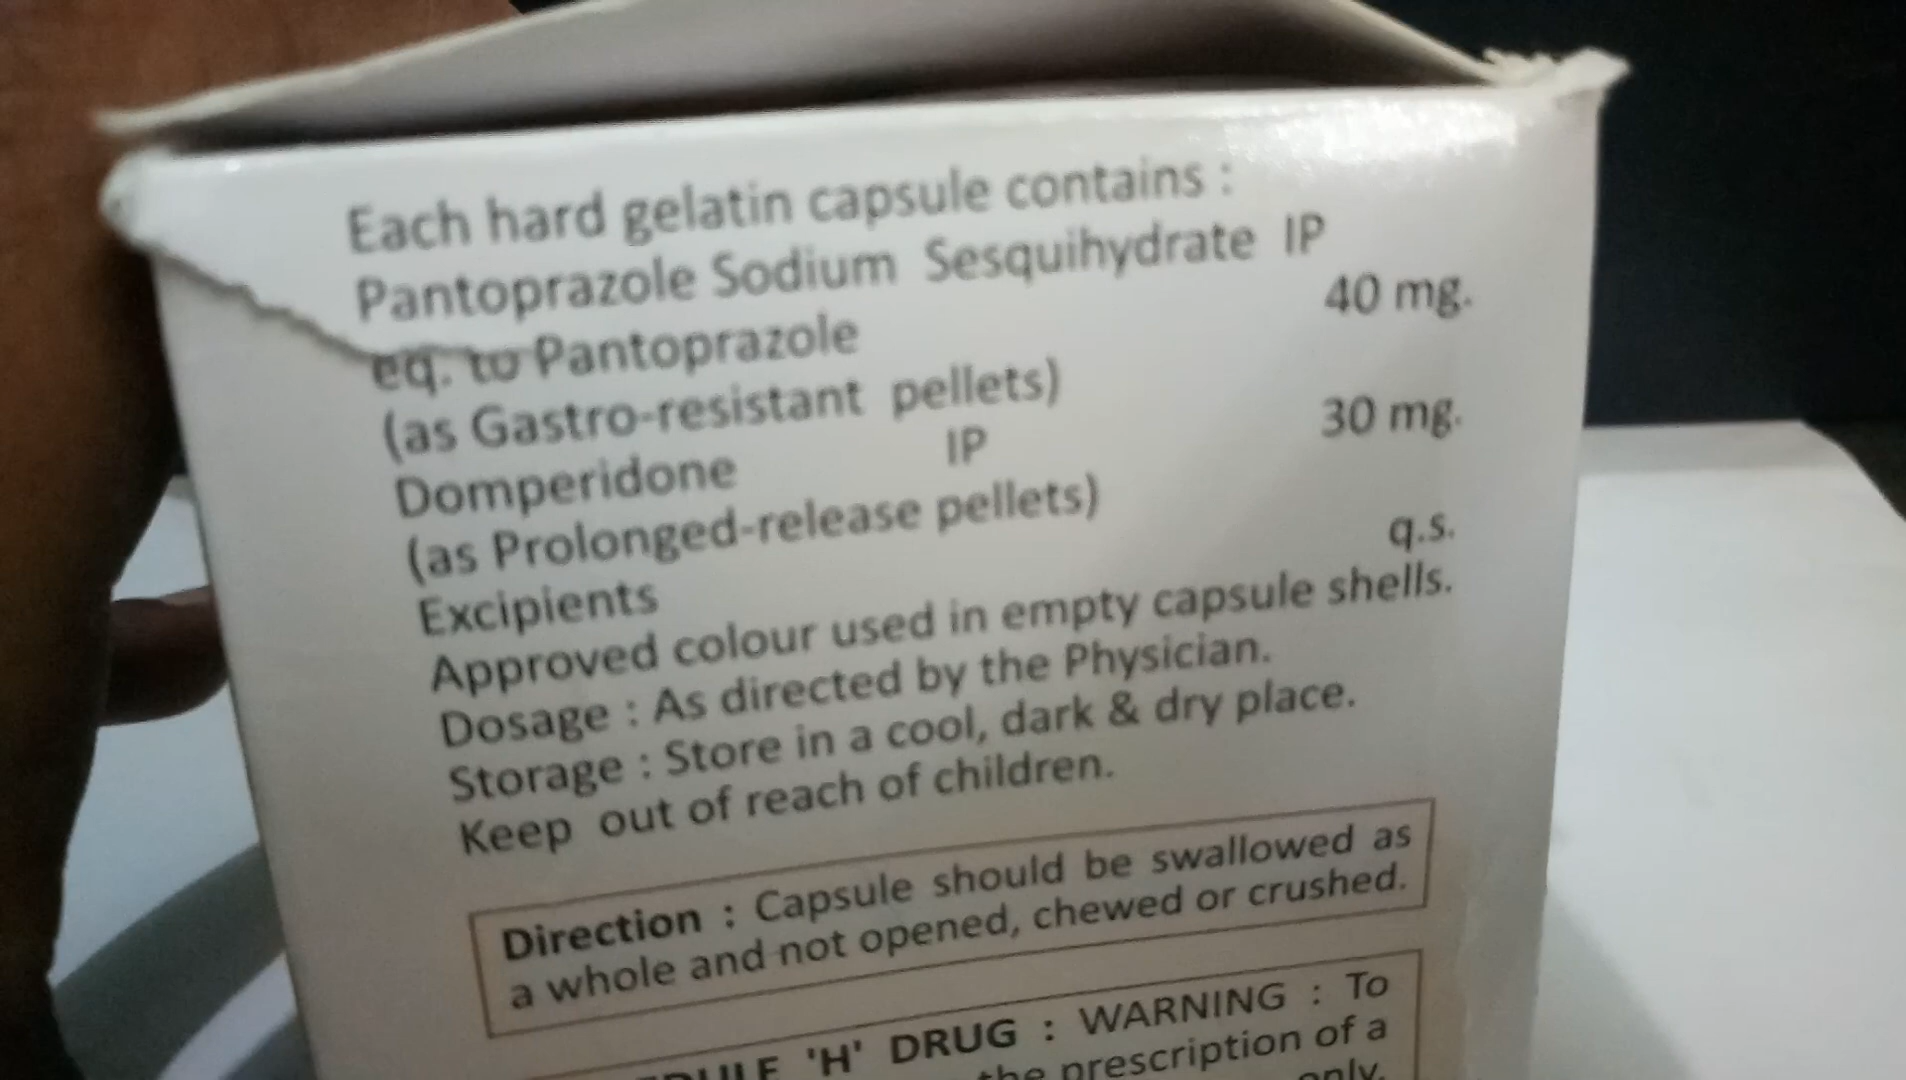 Each hard gelatin capsule contains :
Pantoprazole Sodium Sesquihydrate IP
eq. to Pantoprazole 40 mg.
(as Gastro-resistant pellets)
Domperidone IP 30 mg.
(as Prolonged-release pellets)
Excipients q.s.
Approved colour used in empty capsule shells.
Dosage : As directed by the Physician.
Storage : Store in a cool, dark & dry place.
Keep out of reach of children.
Direction : Capsule should be swallowed as
a whole and not opened, chewed or crushed.
'H' DRUG : WARNING : To
the prescription of a
only.